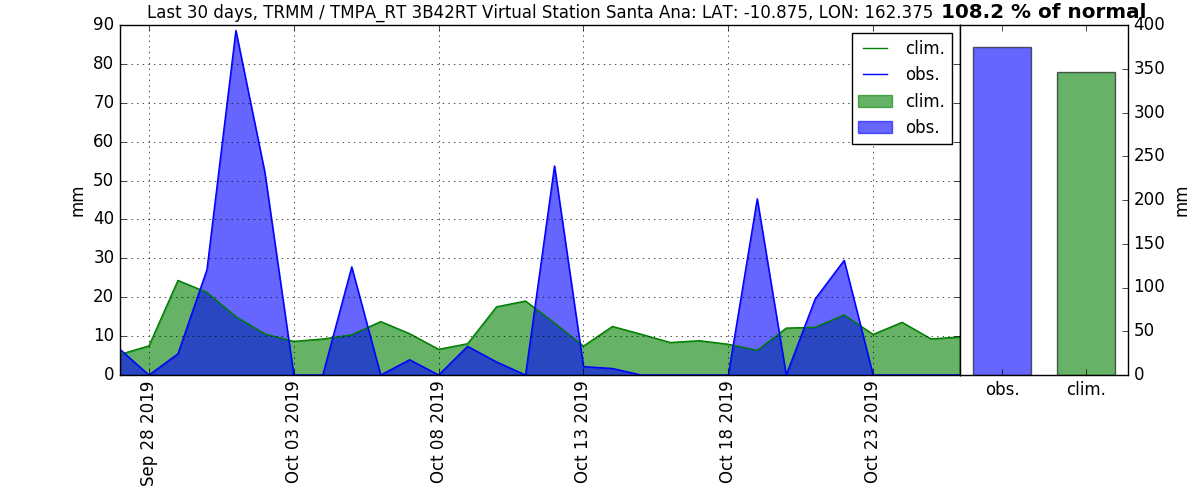 Last 30 days, TRMM / TMPA_RT 3B42RT Virtual Station Santa Ana: LAT: -10.875, LON: 162.375 108.2 % of normal
90
80
70
60
50
40
30
20
10
0
mm
clim.
obs.
clim.
obs.
400
350
300
250
200
150
100
50
0
mm
Sep 28 2019
Oct 03 2019
Oct 08 2019
Oct 13 2019
Oct 18 2019
Oct 23 2019
obs. clim.